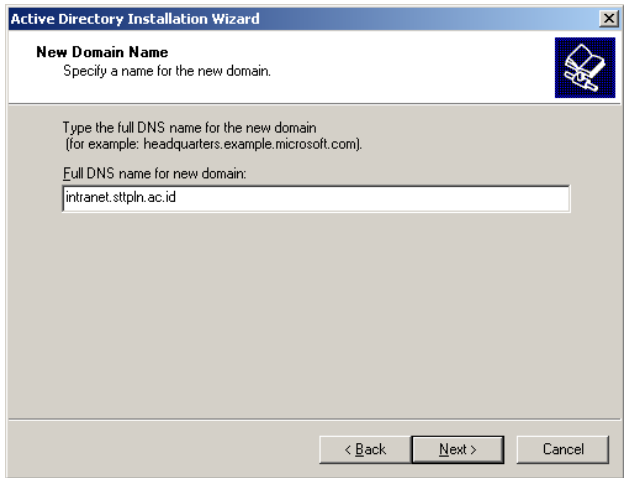 Active Directory Installation Wizard
New Domain Name
Specify a name for the new domain.
Type the full DNS name for the new domain
(for example: headquarters.example.microsoft.com).
Full DNS name for new domain:
intranet.sttpln.ac.id
< Back Next > Cancel